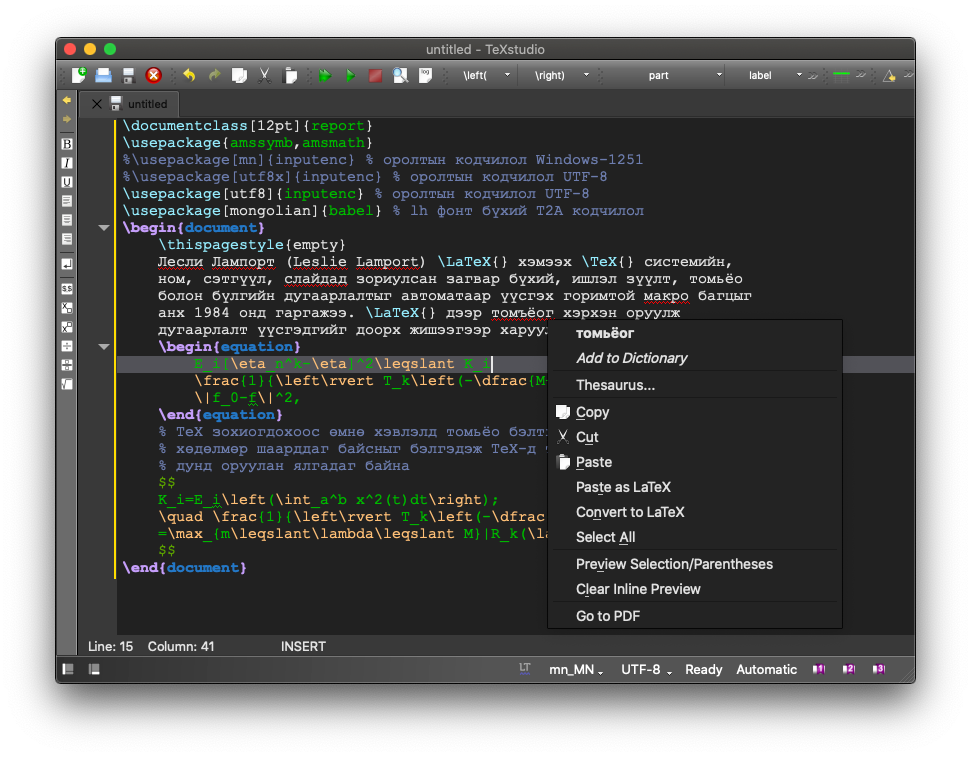 untitled - TeXstudio
\left( \right) part label
untitled
\documentclass[12pt]{report}
\usepackage{amssymb,amsmath}
%\usepackage[mn]{inputenc} % оролтын кодчилол Windows-1251
%\usepackage[utf8x]{inputenc} % оролтын кодчилол UTF-8
\usepackage[utf8]{inputenc} % оролтын кодчилол UTF-8
\usepackage[mongolian]{babel} % lh фонт бүхий T2A кодчилол
\begin{document}
\thispagestyle{empty}
Лесли Лампорт (Leslie Lamport) \LaTeX{} хэмээх \TeX{} системийн,
ном, сэтгүүл, слайдад зориулсан загвар бүхий, ишлэл зүүлт, томьёо
болон бүлгийн дугаарлалтыг автоматаар үүсгэх горимтой макро багцыг
анх 1984 онд гаргажээ. \LaTeX{} дээр томъёог хэрхэн оруулж
дугаарлалт үүсгэдгийг доорх жишээгээр харуул
\begin{equation}
E_i[\eta_n^k-\eta]^2\leqslant K_i
\frac{1}{\left\rvert T_k\left(-\dfrac{M
\|f_0-f\|^2,
\end{equation}
% TeX зохиогдохоос өмнө хэвлэлд томьёо бэлт
% хөдөлмөр шаарддаг байсныг бэлгэдэж TeX-д
% дунд оруулан ялгадаг байна
$$
K_i=E_i\left(\int_a^b x^2(t)dt\right);
\quad \frac{1}{\left\rvert T_k\left(-\dfrac
=\max_{m\leqslant\lambda\leqslant M}|R_k(\la
$$
\end{document}
томьёог
Add to Dictionary
Thesaurus...
Copy
Cut
Paste
Paste as LaTeX
Convert to LaTeX
Select All
Preview Selection/Parentheses
Clear Inline Preview
Go to PDF
Line: 15 Column: 41 INSERT
LT mn_MN UTF-8 Ready Automatic 1 2 3